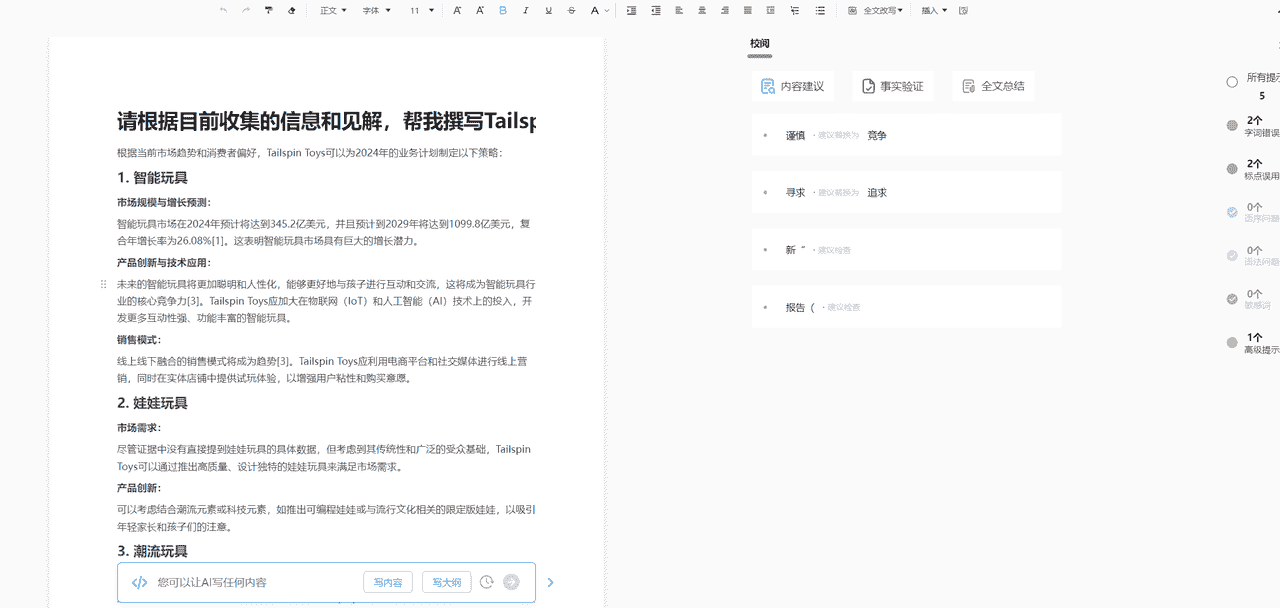 正文 字体 11 A A B I U S A 全文改写 插入
校阅
内容建议 事实验证 全文总结
谨慎 · 建议替换为 竞争
寻求 · 建议替换为 追求
新 “ · 建议检查
报告 ( · 建议检查
所有提示
5
2个
字词错误
2个
标点误用
0个
语序问题
0个
语法问题
0个
敏感词
1个
高级提示
请根据目前收集的信息和见解，帮我撰写Tailsp
根据当前市场趋势和消费者偏好，Tailspin Toys可以为2024年的业务计划制定以下策略：
1. 智能玩具
市场规模与增长预测：
智能玩具市场在2024年预计将达到345.2亿美元，并且预计到2029年将达到1099.8亿美元，复
合年增长率为26.08%[1]。这表明智能玩具市场具有巨大的增长潜力。
产品创新与技术应用：
未来的智能玩具将更加聪明和人性化，能够更好地与孩子进行互动和交流，这将成为智能玩具行
业的核心竞争力[3]。Tailspin Toys应加大在物联网（IoT）和人工智能（AI）技术上的投入，开
发更多互动性强、功能丰富的智能玩具。
销售模式：
线上线下融合的销售模式将成为趋势[3]。Tailspin Toys应利用电商平台和社交媒体进行线上营
销，同时在实体店铺中提供试玩体验，以增强用户粘性和购买意愿。
2. 娃娃玩具
市场需求：
尽管证据中没有直接提到娃娃玩具的具体数据，但考虑到其传统性和广泛的受众基础，Tailspin
Toys可以通过推出高质量、设计独特的娃娃玩具来满足市场需求。
产品创新：
可以考虑结合潮流元素或科技元素，如推出可编程娃娃或与流行文化相关的限定版娃娃，以吸引
年轻家长和孩子们的注意。
3. 潮流玩具
您可以让AI写任何内容 写内容 写大纲